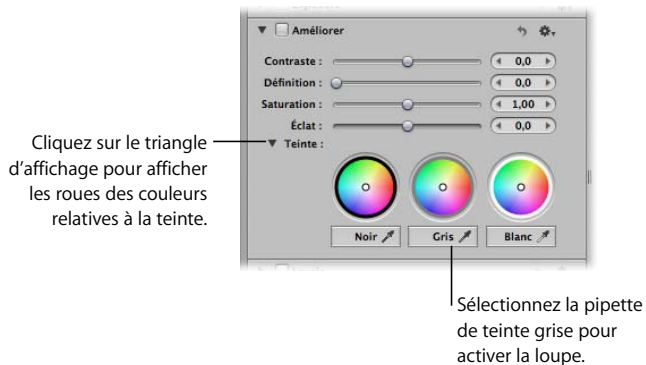 Améliorer
Contraste : 0,0
Définition : 0,0
Saturation : 1,00
Éclat : 0,0
Teinte :
Cliquez sur le triangle
d'affichage pour afficher
les roues des couleurs
relatives à la teinte.
Noir Gris Blanc
Sélectionnez la pipette
de teinte grise pour
activer la loupe.